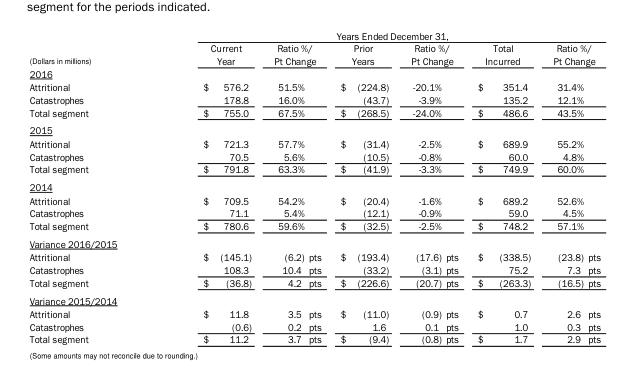 segment for the periods indicated.
Years Ended December 31,
Current Ratio %/ Prior Ratio %/ Total Ratio %/
(Dollars in millions) Year Pt Change Years Pt Change Incurred Pt Change
2016
Attritional $ 576.2 51.5% $ (224.8) -20.1% $ 351.4 31.4%
Catastrophes 178.8 16.0% (43.7) -3.9% 135.2 12.1%
Total segment $ 755.0 67.5% $ (268.5) -24.0% $ 486.6 43.5%
2015
Attritional $ 721.3 57.7% $ (31.4) -2.5% $ 689.9 55.2%
Catastrophes 70.5 5.6% (10.5) -0.8% 60.0 4.8%
Total segment $ 791.8 63.3% $ (41.9) -3.3% $ 749.9 60.0%
2014
Attritional $ 709.5 54.2% $ (20.4) -1.6% $ 689.2 52.6%
Catastrophes 71.1 5.4% (12.1) -0.9% 59.0 4.5%
Total segment $ 780.6 59.6% $ (32.5) -2.5% $ 748.2 57.1%
Variance 2016/2015
Attritional $ (145.1) (6.2) pts $ (193.4) (17.6) pts $ (338.5) (23.8) pts
Catastrophes 108.3 10.4 pts (33.2) (3.1) pts 75.2 7.3 pts
Total segment $ (36.8) 4.2 pts $ (226.6) (20.7) pts $ (263.3) (16.5) pts
Variance 2015/2014
Attritional $ 11.8 3.5 pts $ (11.0) (0.9) pts $ 0.7 2.6 pts
Catastrophes (0.6) 0.2 pts 1.6 0.1 pts 1.0 0.3 pts
Total segment $ 11.2 3.7 pts $ (9.4) (0.8) pts $ 1.7 2.9 pts
(Some amounts may not reconcile due to rounding.)